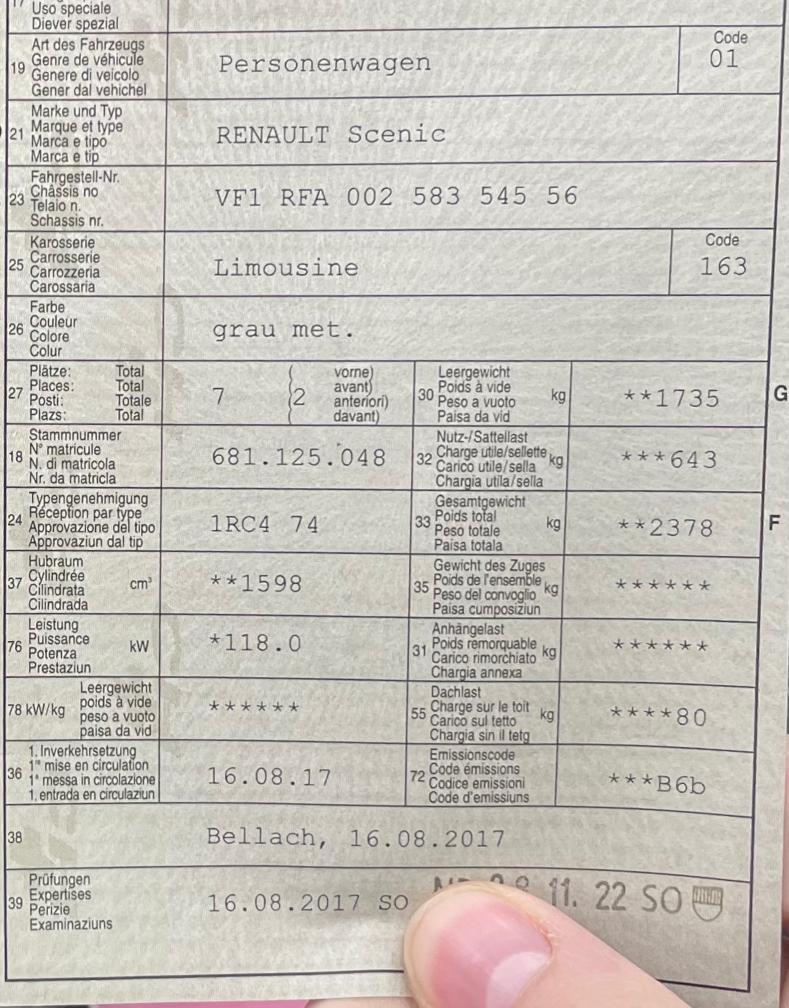 17
Uso speciale
Diever spezial
19
Art des Fahrzeugs
Genre de véhicule
Genere di veicolo
Gener dal vehichel
Personenwagen
Code
01
21
Marke und Typ
Marque et type
Marca e tipo
Marca e tip
RENAULT Scenic
23
Fahrgestell-Nr.
Châssis no
Telaio n.
Schassis nr.
VF1 RFA 002 583 545 56
25
Karosserie
Carrosserie
Carrozzeria
Carossaria
Limousine
Code
163
26
Farbe
Couleur
Colore
Colur
grau met.
27
Plätze: Total
Places: Total
Posti: Totale
Plazs: Total
7
(2
vorne)
avant)
anteriori)
davant)
30
Leergewicht
Poids à vide
Peso a vuoto
Paisa da vid
kg
**1735
G
18
Stammnummer
N° matricule
N. di matricola
Nr. da matricla
681.125.048
32
Nutz-/Sattellast
Charge utile/sellette
Carico utile/sella
Chargia utila/sella
kg
***643
24
Typengenehmigung
Réception par type
Approvazione del tipo
Approvaziun dal tip
1RC4 74
33
Gesamtgewicht
Poids total
Peso totale
Paisa totala
kg
**2378
F
37
Hubraum
Cylindrée
Cilindrata
Cilindrada
cm³
**1598
35
Gewicht des Zuges
Poids de l'ensemble
Peso del convoglio
Paisa cumposiziun
kg
******
76
Leistung
Puissance
Potenza
Prestaziun
kW
*118.0
31
Anhängelast
Poids remorquable
Carico rimorchiato
Chargia annexa
kg
******
78 kW/kg
Leergewicht
poids à vide
peso a vuoto
paisa da vid
******
55
Dachlast
Charge sur le toit
Carico sul tetto
Chargia sin il tetg
kg
****80
36
1. Inverkehrsetzung
1re mise en circulation
1a messa in circolazione
1. entrada en circulaziun
16.08.17
72
Emissionscode
Code émissions
Codice emissioni
Code d'emissiuns
***B6b
38
Bellach, 16.08.2017
39
Prüfungen
Expertises
Perizie
Examinaziuns
16.08.2017 SO
11. 22 SO